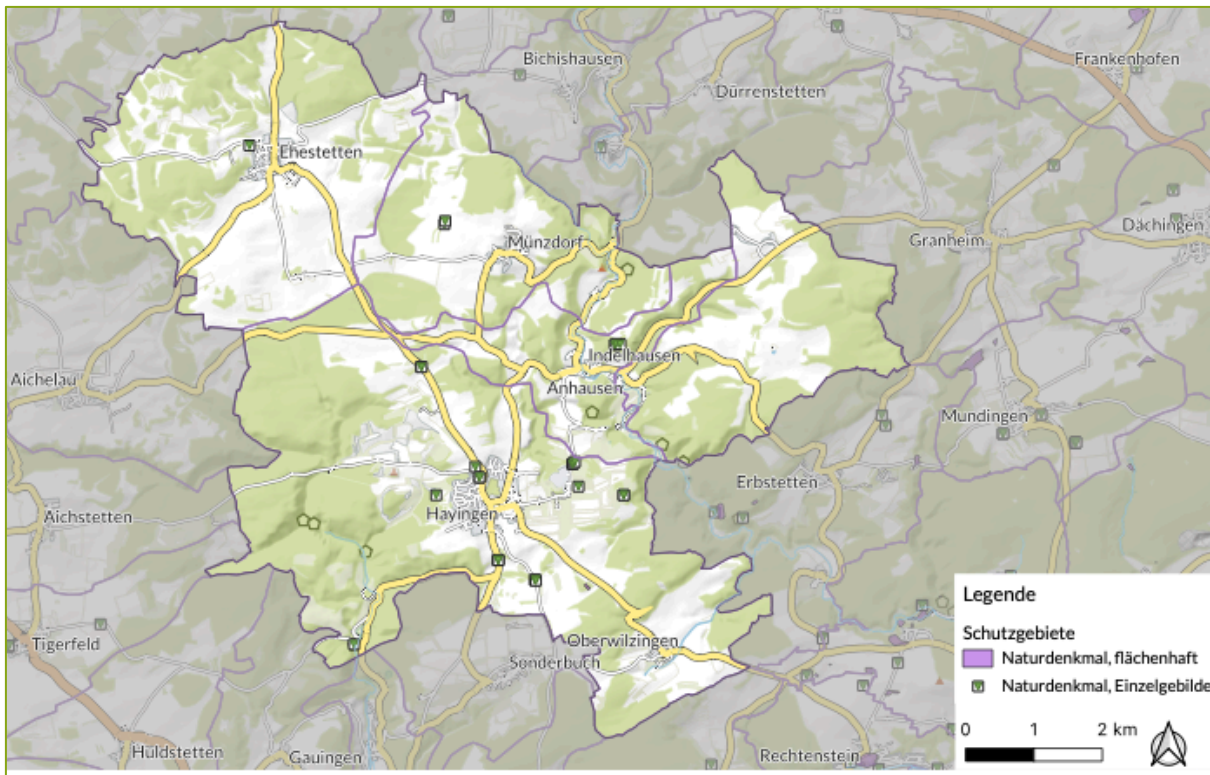 Bichishausen
Frankenhofen
Dürrenstetten
Ehestetten
Dächingen
Granheim
Münzdorf
Indelhausen
Aichelau
Anhausen
Mundingen
Erbstetten
Aichstetten
Hayingen
Legende
Schutzgebiete
Naturdenkmal, flächenhaft
Naturdenkmal, Einzelgebilde
0 1 2 km
Tigerfeld
Oberwilzingen
Sonderbuch
Huldstetten
Gauingen
Rechtenstein